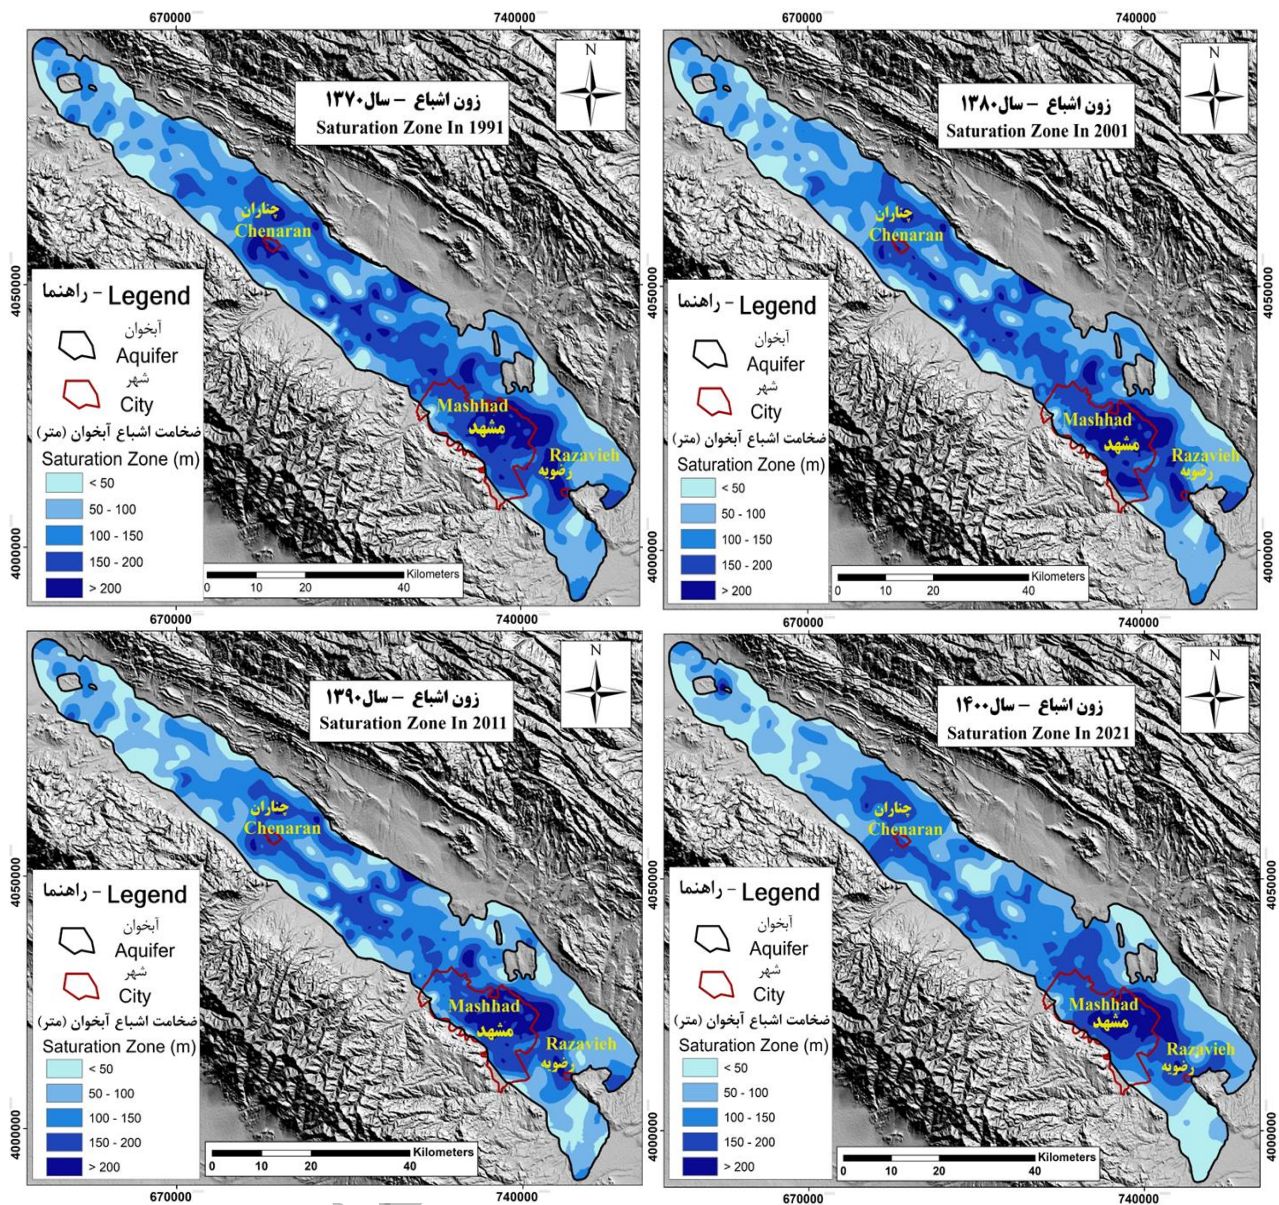 670000
740000
N
زون اشباع – سال۱۳۷۰
Saturation Zone In 1991
چناران
Chenaran
Mashhad
مشهد
Razavieh
رضویه
4050000
4000000
راهنما – Legend
آبخوان
Aquifer
شهر
City
ضخامت اشباع آبخوان (متر)
Saturation Zone (m)
< 50
50 - 100
100 - 150
150 - 200
> 200
Kilometers
0 10 20 40
670000
740000
N
زون اشباع – سال۱۳۸۰
Saturation Zone In 2001
چناران
Chenaran
Mashhad
مشهد
Razavieh
رضویه
4050000
4000000
راهنما – Legend
آبخوان
Aquifer
شهر
City
ضخامت اشباع آبخوان (متر)
Saturation Zone (m)
< 50
50 - 100
100 - 150
150 - 200
> 200
Kilometers
0 10 20 40
670000
740000
N
زون اشباع – سال۱۳۹۰
Saturation Zone In 2011
چناران
Chenaran
Mashhad
مشهد
Razavieh
رضویه
4050000
4000000
راهنما – Legend
آبخوان
Aquifer
شهر
City
ضخامت اشباع آبخوان (متر)
Saturation Zone (m)
< 50
50 - 100
100 - 150
150 - 200
> 200
Kilometers
0 10 20 40
670000
740000
670000
740000
N
زون اشباع – سال۱۴۰۰
Saturation Zone In 2021
چناران
Chenaran
Mashhad
مشهد
Razavieh
رضویه
4050000
4000000
راهنما – Legend
آبخوان
Aquifer
شهر
City
ضخامت اشباع آبخوان (متر)
Saturation Zone (m)
< 50
50 - 100
100 - 150
150 - 200
> 200
Kilometers
0 10 20 40
670000
740000